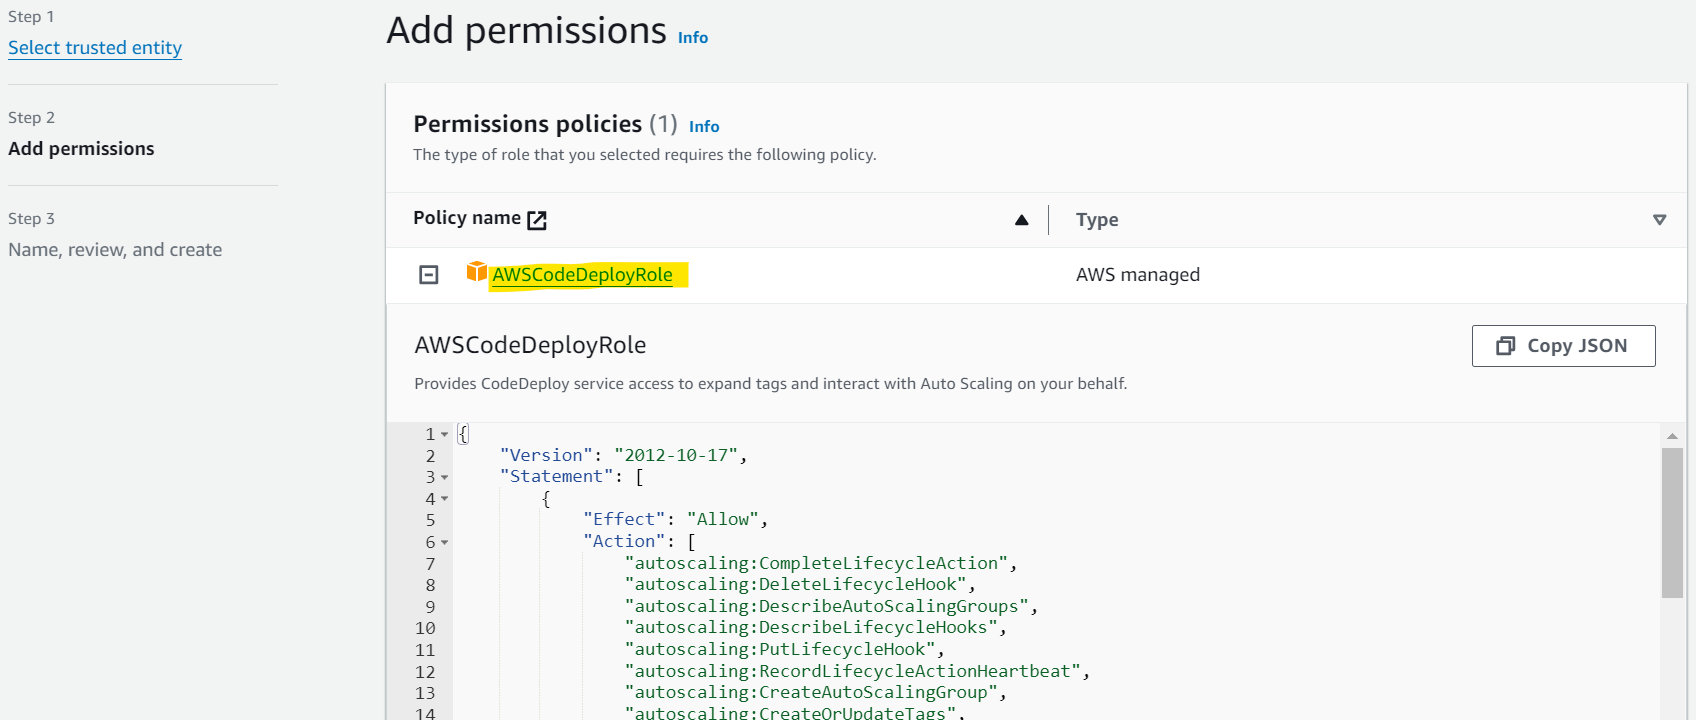 Step 1
Select trusted entity
Step 2
Add permissions
Step 3
Name, review, and create
Add permissions Info
Permissions policies (1) Info
The type of role that you selected requires the following policy.
Policy name Type
AWSCodeDeployRole AWS managed
AWSCodeDeployRole
Copy JSON
Provides CodeDeploy service access to expand tags and interact with Auto Scaling on your behalf.
1 {
2 "Version": "2012-10-17",
3 "Statement": [
4 {
5 "Effect": "Allow",
6 "Action": [
7 "autoscaling:CompleteLifecycleAction",
8 "autoscaling:DeleteLifecycleHook",
9 "autoscaling:DescribeAutoScalingGroups",
10 "autoscaling:DescribeLifecycleHooks",
11 "autoscaling:PutLifecycleHook",
12 "autoscaling:RecordLifecycleActionHeartbeat",
13 "autoscaling:CreateAutoScalingGroup",
14 "autoscaling:CreateOrUpdateTags",